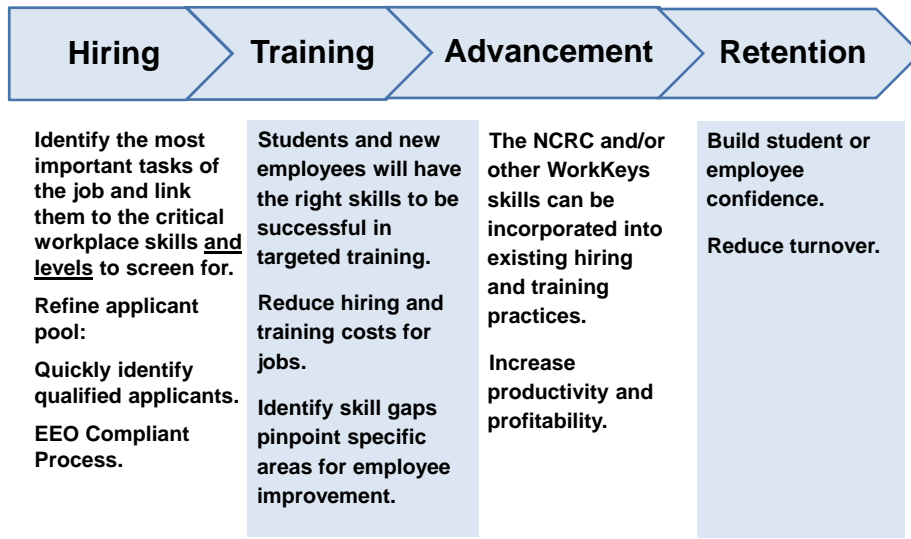 Hiring
Training
Advancement
Retention
Identify the most
important tasks of
the job and link
them to the critical
workplace skills and
levels to screen for.
Refine applicant
pool:
Quickly identify
qualified applicants.
EEO Compliant
Process.
Students and new
employees will have
the right skills to be
successful in
targeted training.
Reduce hiring and
training costs for
jobs.
Identify skill gaps
pinpoint specific
areas for employee
improvement.
The NCRC and/or
other WorkKeys
skills can be
incorporated into
existing hiring
and training
practices.
Increase
productivity and
profitability.
Build student or
employee
confidence.
Reduce turnover.